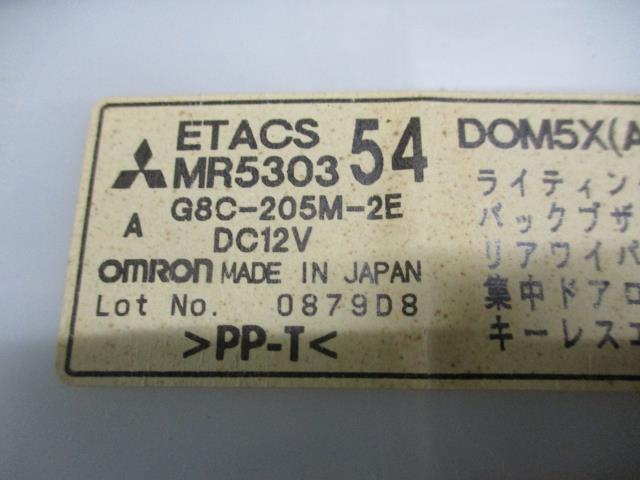 ETACS
MR530354
A G8C-205M-2E
DC12V
OMRON MADE IN JAPAN
Lot No. 0879D8
>PP-T<
DOM5X(A
ライティン
バックブザ
リアワイパ
集中ドアロ
キーレスエ